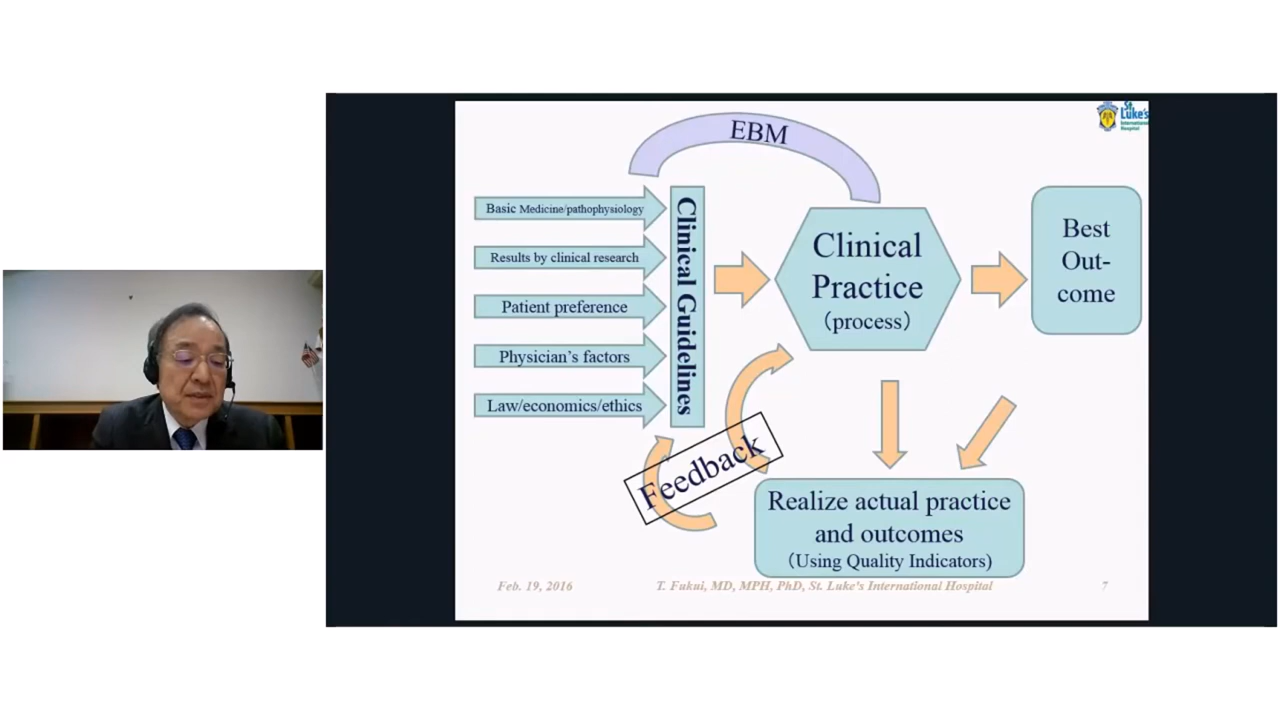 St.
Luke's
International
Hospital
EBM
Basic Medicine/pathophysiology
Results by clinical research
Patient preference
Physician's factors
Law/economics/ethics
Clinical Guidelines
Clinical
Practice
(process)
Best
Out-
come
Feedback
Realize actual practice
and outcomes
(Using Quality Indicators)
Feb. 19, 2016
T. Fukui, MD, MPH, PhD, St. Luke's International Hospital
7